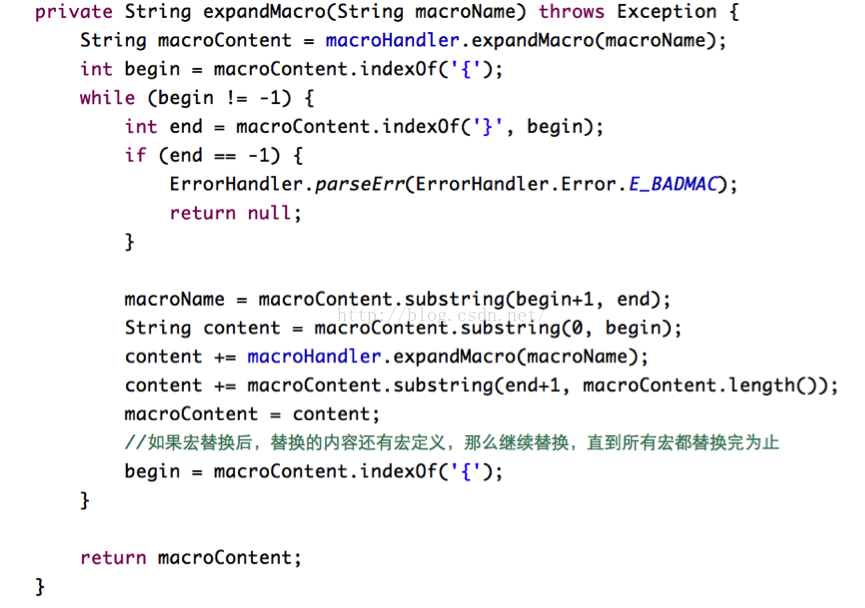 private String expandMacro(String macroName) throws Exception {
    String macroContent = macroHandler.expandMacro(macroName);
    int begin = macroContent.indexOf('{');
    while (begin != -1) {
        int end = macroContent.indexOf('}', begin);
        if (end == -1) {
            ErrorHandler.parseErr(ErrorHandler.Error.E_BADMAC);
            return null;
        }

        macroName = macroContent.substring(begin+1, end);
http://blog.csdn.net/
        String content = macroContent.substring(0, begin);
        content += macroHandler.expandMacro(macroName);
        content += macroContent.substring(end+1, macroContent.length());
        macroContent = content;
        //如果宏替换后，替换的内容还有宏定义，那么继续替换，直到所有宏都替换完为止
        begin = macroContent.indexOf('{');
    }

    return macroContent;
}